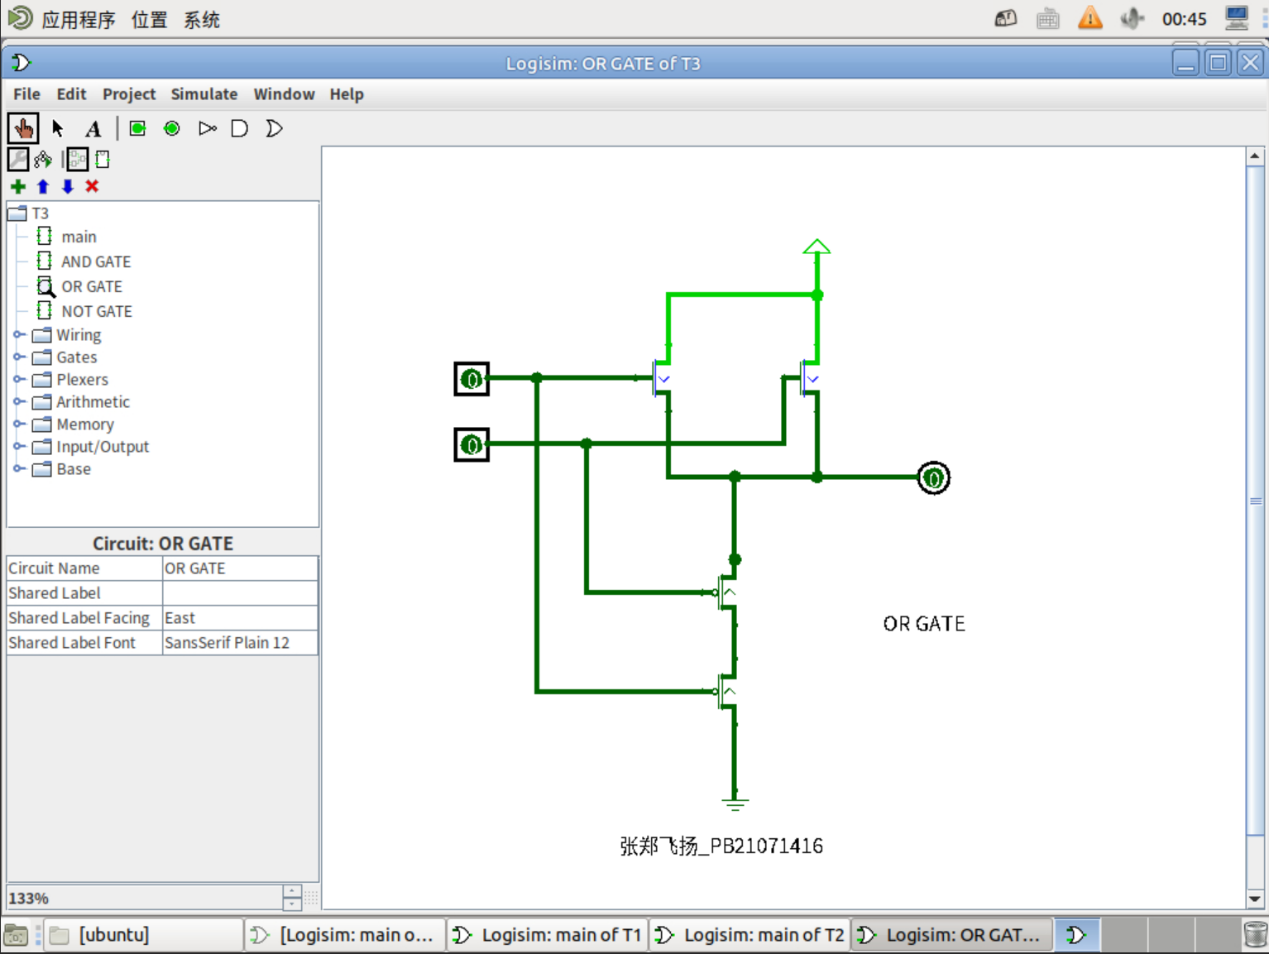 应用程序 位置 系统 00:45
Logisim: OR GATE of T3
File Edit Project Simulate Window Help
A
T3
main
AND GATE
OR GATE
NOT GATE
Wiring
Gates
Plexers
Arithmetic
Memory
Input/Output
Base
Circuit: OR GATE
Circuit Name OR GATE
Shared Label
Shared Label Facing East
Shared Label Font SansSerif Plain 12
133%
0
0
0
OR GATE
张郑飞扬_PB21071416
[ubuntu] [Logisim: main o... Logisim: main of T1 Logisim: main of T2 Logisim: OR GAT...